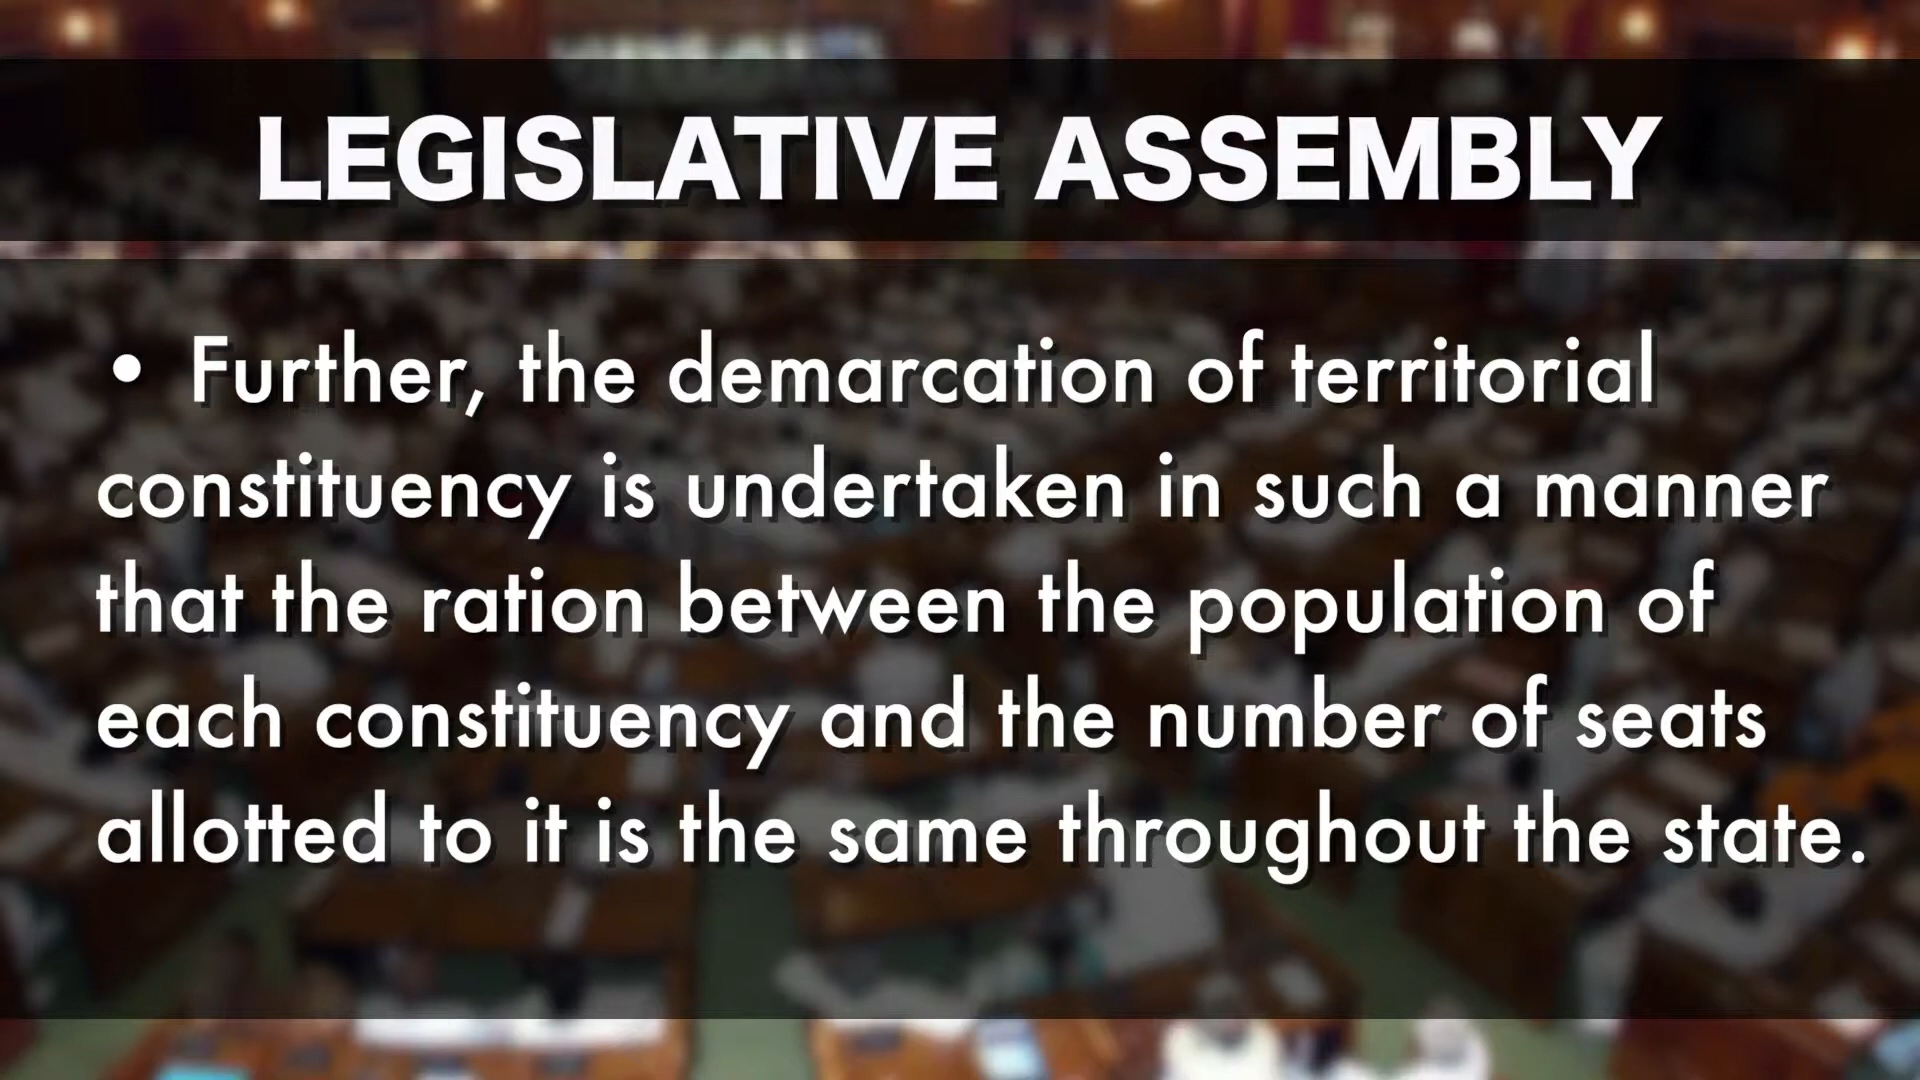 LEGISLATIVE ASSEMBLY
• Further, the demarcation of territorial
constituency is undertaken in such a manner
that the ration between the population of
each constituency and the number of seats
allotted to it is the same throughout the state.